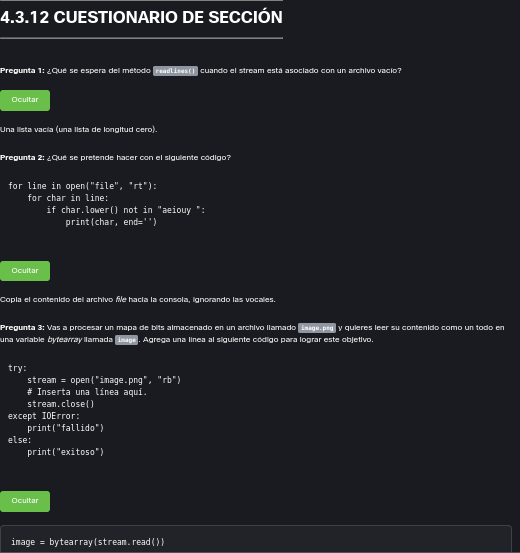 4.3.12 CUESTIONARIO DE SECCIÓN
Pregunta 1: ¿Qué se espera del método readlines() cuando el stream está asociado con un archivo vacío?
Ocultar
Una lista vacía (una lista de longitud cero).
Pregunta 2: ¿Qué se pretende hacer con el siguiente código?
for line in open("file", "rt"):
    for char in line:
        if char.lower() not in "aeiouy ":
            print(char, end='')
Ocultar
Copia el contenido del archivo file hacia la consola, ignorando las vocales.
Pregunta 3: Vas a procesar un mapa de bits almacenado en un archivo llamado image.png y quieres leer su contenido como un todo en
una variable bytearray llamada image. Agrega una línea al siguiente código para lograr este objetivo.
try:
    stream = open("image.png", "rb")
    # Inserta una línea aquí.
    stream.close()
except IOError:
    print("fallido")
else:
    print("exitoso")
Ocultar
image = bytearray(stream.read())